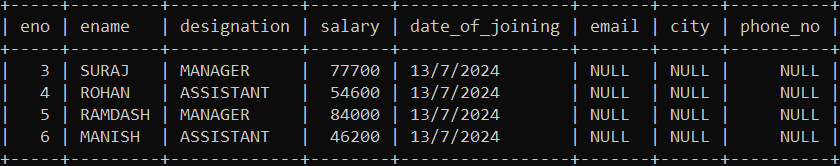 | eno | ename | designation | salary | date_of_joining | email | city | phone_no |
| 3 | SURAJ | MANAGER | 77700 | 13/7/2024 | NULL | NULL | NULL |
| 4 | ROHAN | ASSISTANT | 54600 | 13/7/2024 | NULL | NULL | NULL |
| 5 | RAMDASH | MANAGER | 84000 | 13/7/2024 | NULL | NULL | NULL |
| 6 | MANISH | ASSISTANT | 46200 | 13/7/2024 | NULL | NULL | NULL |